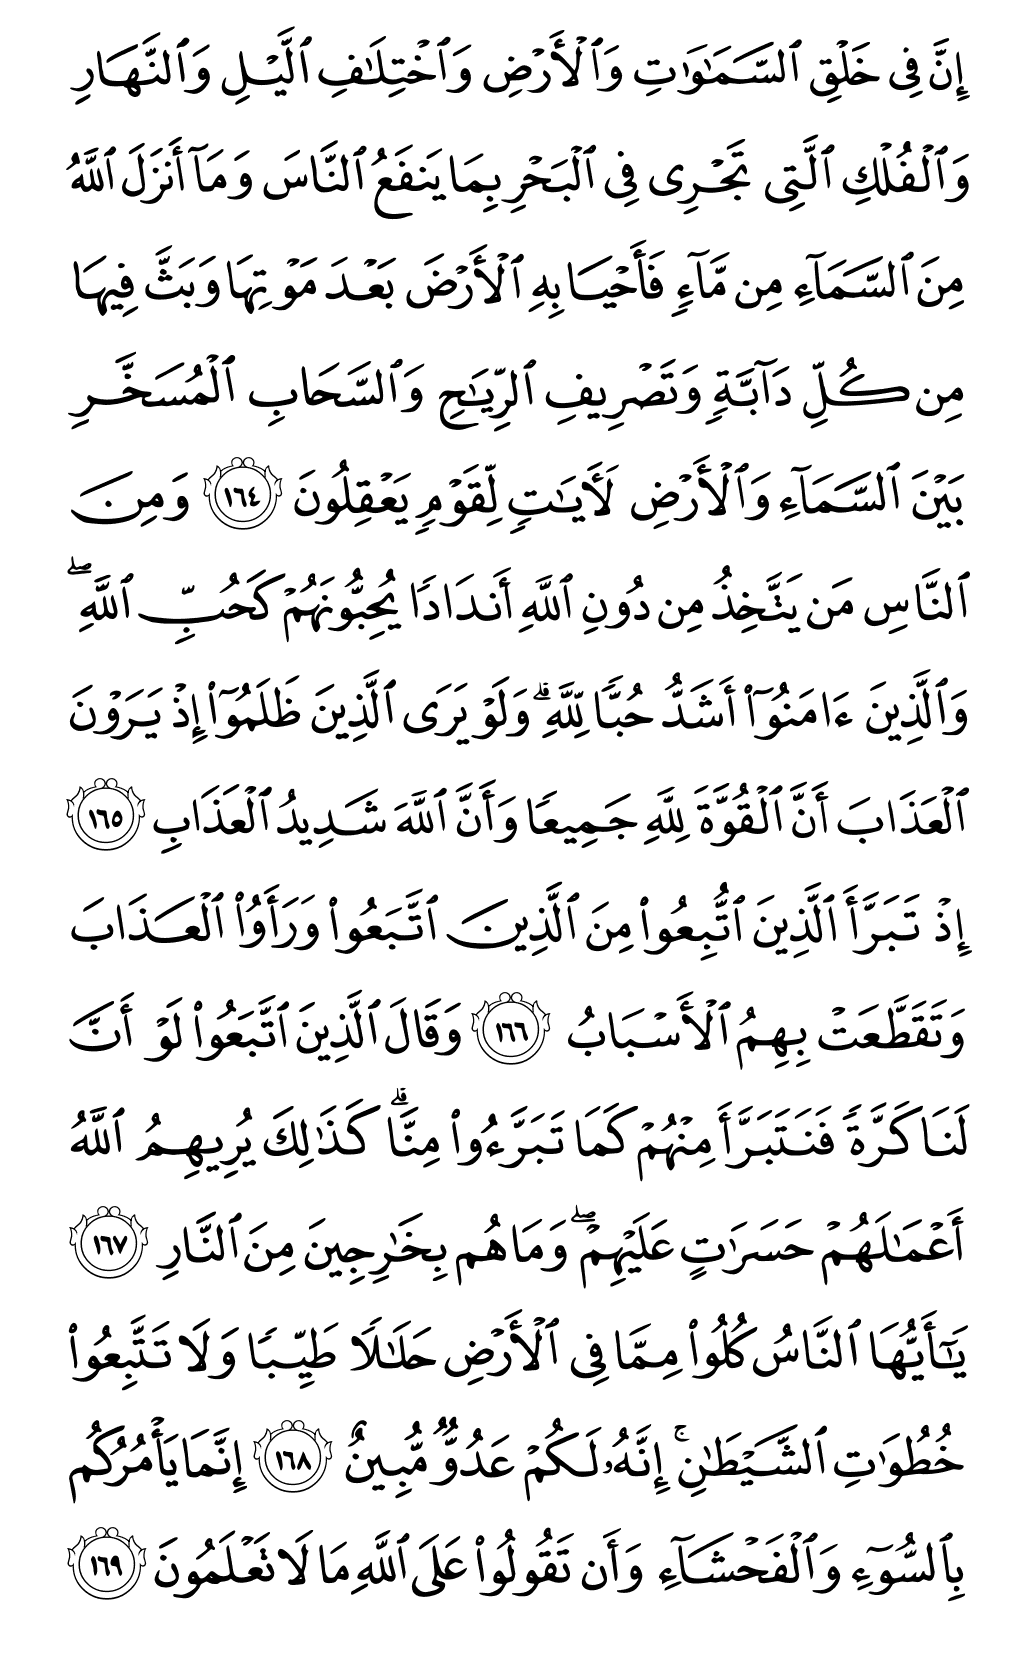 إِنَّ فِى خَلْقِ ٱلسَّمَٰوَٰتِ وَٱلْأَرْضِ وَٱخْتِلَٰفِ ٱلَّيْلِ وَٱلنَّهَارِ
وَٱلْفُلْكِ ٱلَّتِى تَجْرِى فِى ٱلْبَحْرِ بِمَا يَنفَعُ ٱلنَّاسَ وَمَآ أَنزَلَ ٱللَّهُ
مِنَ ٱلسَّمَآءِ مِن مَّآءٍ فَأَحْيَا بِهِ ٱلْأَرْضَ بَعْدَ مَوْتِهَا وَبَثَّ فِيهَا
مِن كُلِّ دَآبَّةٍ وَتَصْرِيفِ ٱلرِّيَٰحِ وَٱلسَّحَابِ ٱلْمُسَخَّرِ
بَيْنَ ٱلسَّمَآءِ وَٱلْأَرْضِ لَأَيَٰتٍ لِّقَوْمٍ يَعْقِلُونَ ١٦٤ وَمِنَ
ٱلنَّاسِ مَن يَتَّخِذُ مِن دُونِ ٱللَّهِ أَندَادًا يُحِبُّونَهُمْ كَحُبِّ ٱللَّهِۖ
وَٱلَّذِينَ ءَامَنُوٓا۟ أَشَدُّ حُبًّا لِّلَّهِۗ وَلَوْ يَرَى ٱلَّذِينَ ظَلَمُوٓا۟ إِذْ يَرَوْنَ
ٱلْعَذَابَ أَنَّ ٱلْقُوَّةَ لِلَّهِ جَمِيعًا وَأَنَّ ٱللَّهَ شَدِيدُ ٱلْعَذَابِ ١٦٥
إِذْ تَبَرَّأَ ٱلَّذِينَ ٱتُّبِعُوا۟ مِنَ ٱلَّذِينَ ٱتَّبَعُوا۟ وَرَأَوُا۟ ٱلْعَذَابَ
وَتَقَطَّعَتْ بِهِمُ ٱلْأَسْبَابُ ١٦٦ وَقَالَ ٱلَّذِينَ ٱتَّبَعُوا۟ لَوْ أَنَّ
لَنَا كَرَّةً فَنَتَبَرَّأَ مِنْهُمْ كَمَا تَبَرَّءُوا۟ مِنَّاۗ كَذَٰلِكَ يُرِيهِمُ ٱللَّهُ
أَعْمَٰلَهُمْ حَسَرَٰتٍ عَلَيْهِمْۖ وَمَا هُم بِخَٰرِجِينَ مِنَ ٱلنَّارِ ١٦٧
يَٰٓأَيُّهَا ٱلنَّاسُ كُلُوا۟ مِمَّا فِى ٱلْأَرْضِ حَلَٰلًا طَيِّبًا وَلَا تَتَّبِعُوا۟
خُطُوَٰتِ ٱلشَّيْطَٰنِۚ إِنَّهُۥ لَكُمْ عَدُوٌّ مُّبِينٌ ١٦٨ إِنَّمَا يَأْمُرُكُم
بِٱلسُّوٓءِ وَٱلْفَحْشَآءِ وَأَن تَقُولُوا۟ عَلَى ٱللَّهِ مَا لَا تَعْلَمُونَ ١٦٩